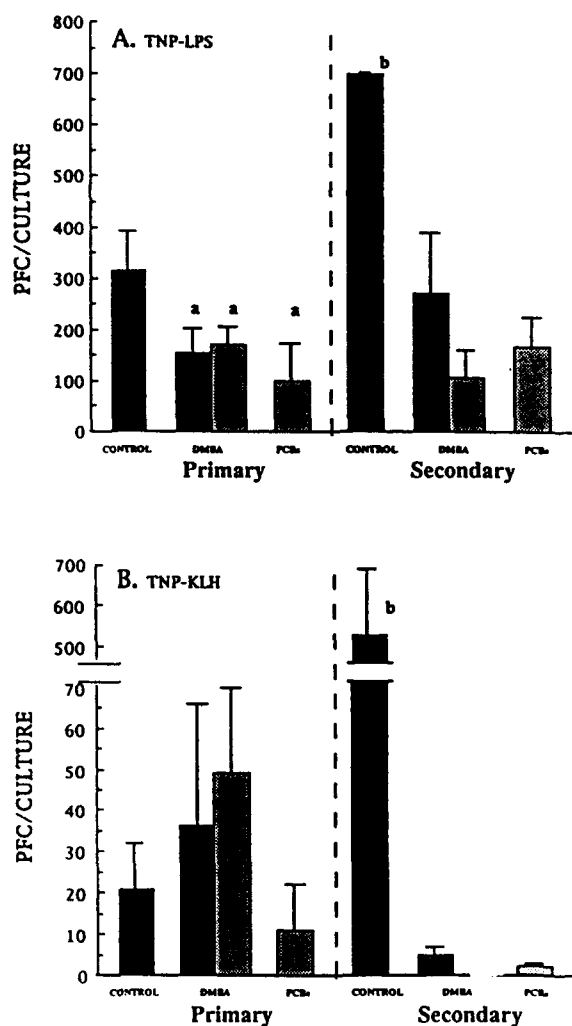 A. TNP-LPS
800
700
600
500
400
300
200
100
0
PFC/CULTURE
a a a
b
CONTROL DMBA PCBs CONTROL DMBA PCBs
Primary Secondary
B. TNP-KLH
700
600
500
70
60
50
40
30
20
10
0
PFC/CULTURE
b
CONTROL DMBA PCBs CONTROL DMBA PCBs
Primary Secondary